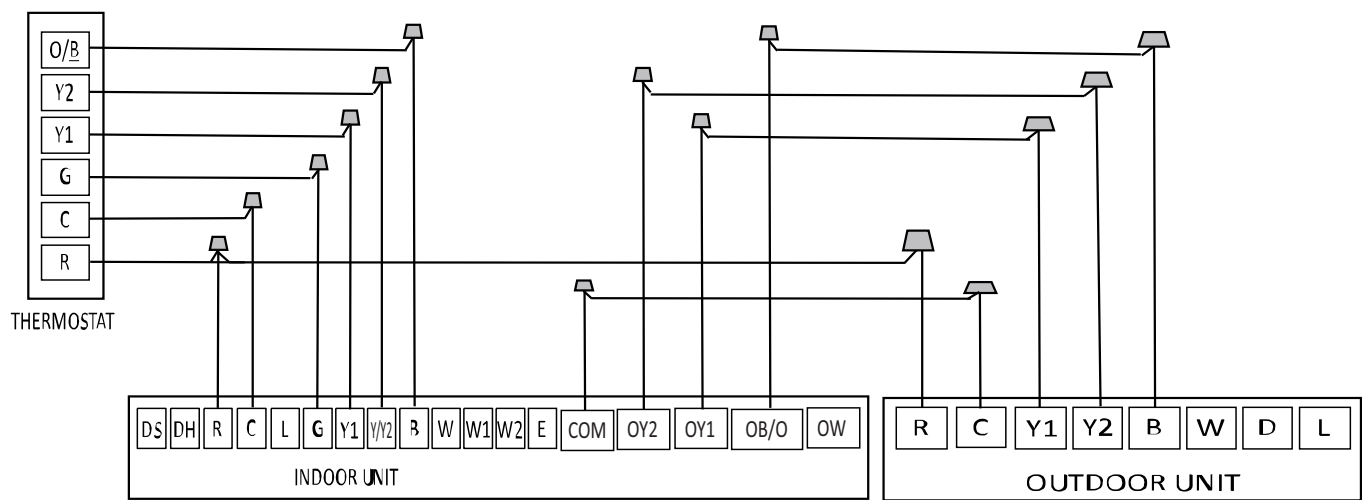 O/B
Y2
Y1
G
C
R
THERMOSTAT
DS DH R C L G Y1 Y/Y2 B W W1 W2 E COM OY2 OY1 OB/O OW
INDOOR UNIT
R C Y1 Y2 B W D L
OUTDOOR UNIT